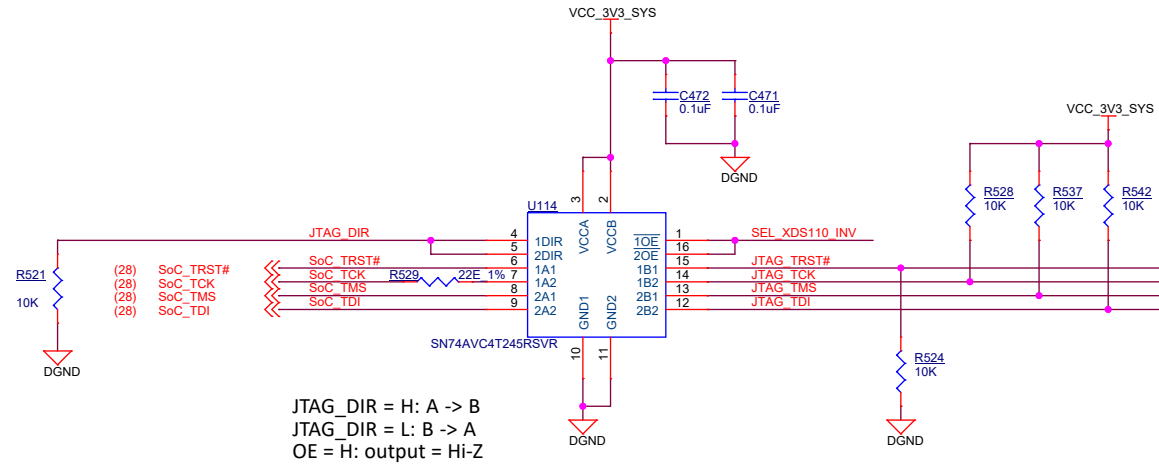 VCC_3V3_SYS
C472
0.1uF
C471
0.1uF
DGND
VCC_3V3_SYS
R528
10K
R537
10K
R542
10K
U114
3
2
VCCA
VCCB
JTAG_DIR
4
1DIR
5
2DIR
SoC_TRST#
6
1A1
SoC_TCK
R529
22E_1%
7
1A2
SoC_TMS
8
2A1
SoC_TDI
9
2A2
1OE
1
SEL_XDS110_INV
2OE
16
1B1
15
JTAG_TRST#
1B2
14
JTAG_TCK
2B1
13
JTAG_TMS
2B2
12
JTAG_TDI
R521
10K
DGND
(28) SoC_TRST#
(28) SoC_TCK
(28) SoC_TMS
(28) SoC_TDI
GND1
GND2
SN74AVC4T245RSVR
10
11
DGND
R524
10K
DGND
JTAG_DIR = H: A -> B
JTAG_DIR = L: B -> A
OE = H: output = Hi-Z